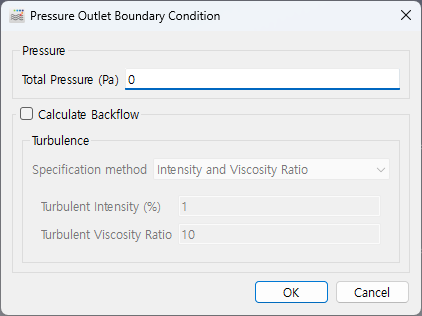 Pressure Outlet Boundary Condition
Pressure
Total Pressure (Pa) 0
Calculate Backflow
Turbulence
Specification method Intensity and Viscosity Ratio
Turbulent Intensity (%) 1
Turbulent Viscosity Ratio 10
OK Cancel